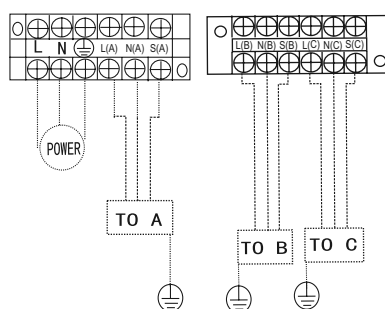 L N L(A) N(A) S(A)
L(B) N(B) S(B) L(C) N(C) S(C)
POWER
TO A
TO B
TO C